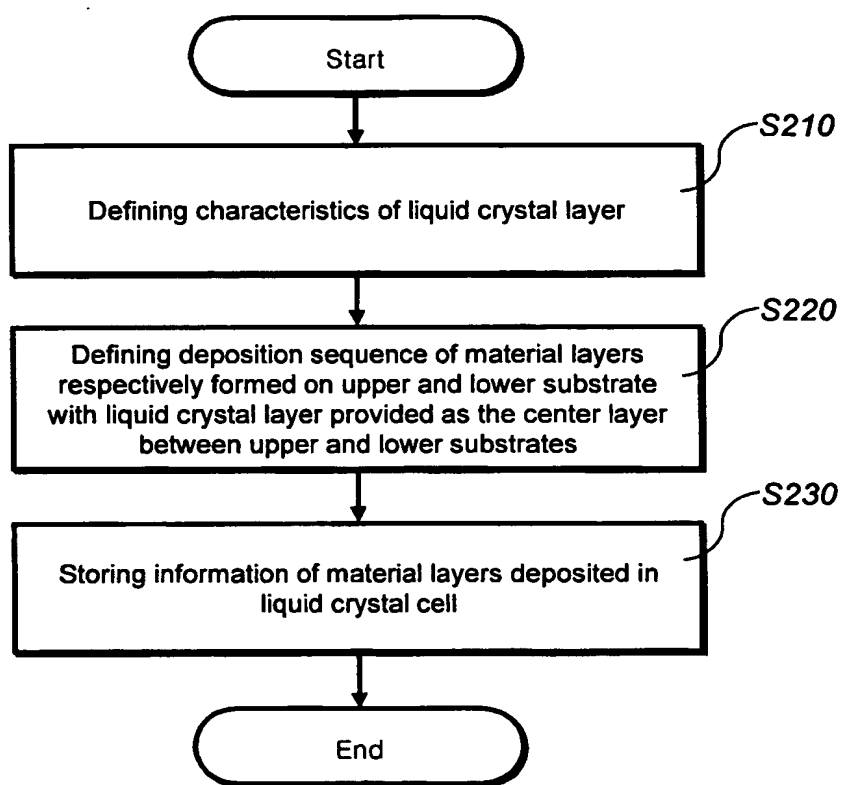 Start
S210
Defining characteristics of liquid crystal layer
S220
Defining deposition sequence of material layers
respectively formed on upper and lower substrate
with liquid crystal layer provided as the center layer
between upper and lower substrates
S230
Storing information of material layers deposited in
liquid crystal cell
End